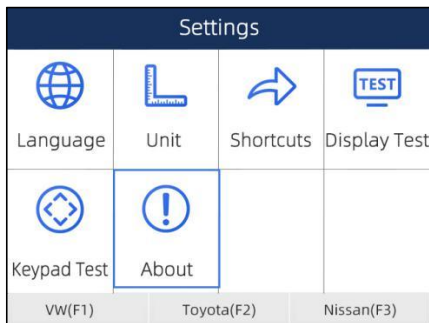 Settings
TEST
Language Unit Shortcuts Display Test
Keypad Test About
VW(F1) Toyota(F2) Nissan(F3)